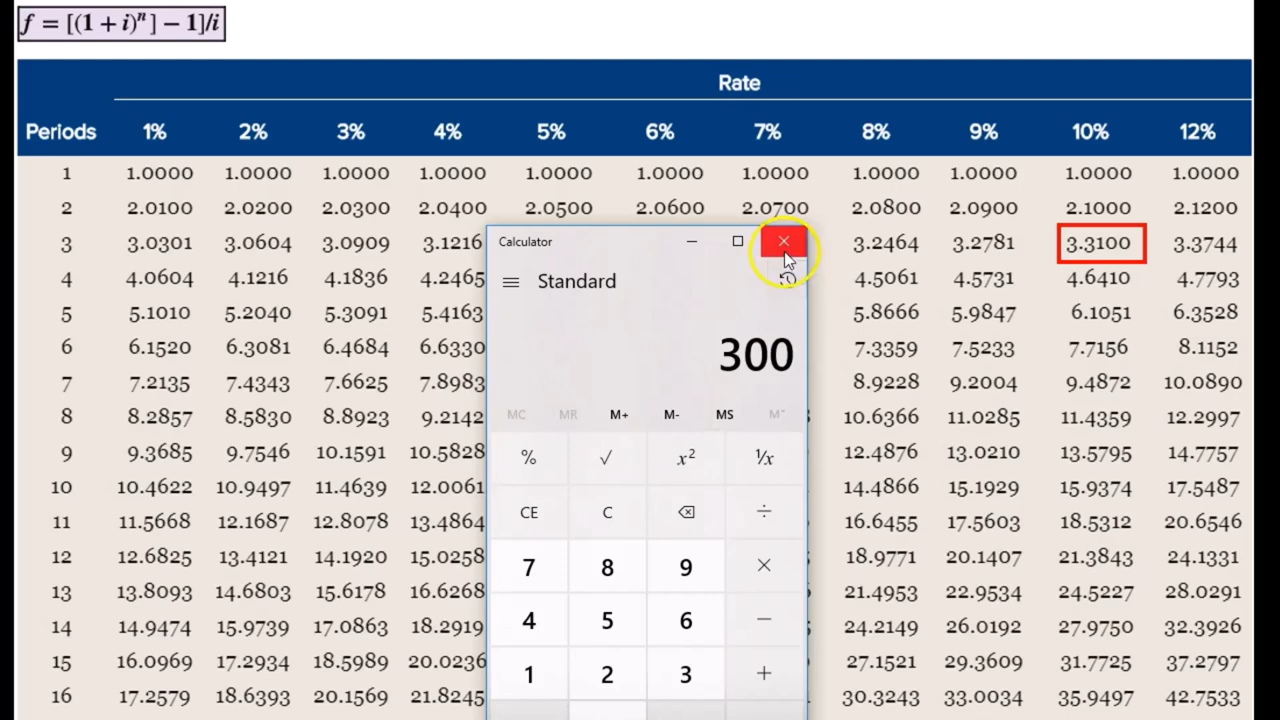 f = [(1 + i)ⁿ] − 1]/i
Rate
Periods 1% 2% 3% 4% 5% 6% 7% 8% 9% 10% 12%
1 1.0000 1.0000 1.0000 1.0000 1.0000 1.0000 1.0000 1.0000 1.0000 1.0000 1.0000
2 2.0100 2.0200 2.0300 2.0400 2.0500 2.0600 2.0700 2.0800 2.0900 2.1000 2.1200
3 3.0301 3.0604 3.0909 3.1216 3.2464 3.2781 3.3100 3.3744
4 4.0604 4.1216 4.1836 4.2465 4.5061 4.5731 4.6410 4.7793
5 5.1010 5.2040 5.3091 5.4163 5.8666 5.9847 6.1051 6.3528
6 6.1520 6.3081 6.4684 6.6330 7.3359 7.5233 7.7156 8.1152
7 7.2135 7.4343 7.6625 7.8983 8.9228 9.2004 9.4872 10.0890
8 8.2857 8.5830 8.8923 9.2142 10.6366 11.0285 11.4359 12.2997
9 9.3685 9.7546 10.1591 10.5828 12.4876 13.0210 13.5795 14.7757
10 10.4622 10.9497 11.4639 12.0061 14.4866 15.1929 15.9374 17.5487
11 11.5668 12.1687 12.8078 13.4864 16.6455 17.5603 18.5312 20.6546
12 12.6825 13.4121 14.1920 15.0258 18.9771 20.1407 21.3843 24.1331
13 13.8093 14.6803 15.6178 16.6268 21.4953 22.9534 24.5227 28.0291
14 14.9474 15.9739 17.0863 18.2919 24.2149 26.0192 27.9750 32.3926
15 16.0969 17.2934 18.5989 20.0236 27.1521 29.3609 31.7725 37.2797
16 17.2579 18.6393 20.1569 21.8245 30.3243 33.0034 35.9497 42.7533
Calculator
Standard
300
MC MR M+ M- MS M˅
% √ x² ¹/x
CE C ⌫ ÷
7 8 9 ×
4 5 6 −
1 2 3 +